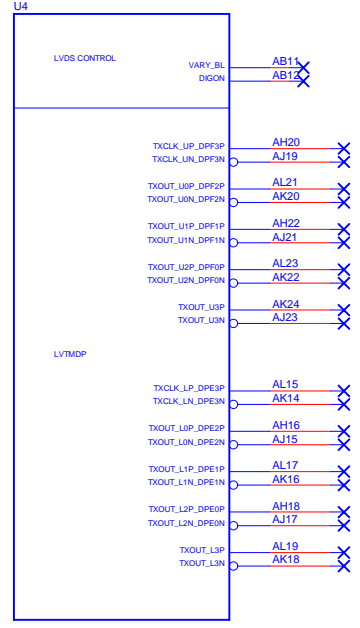 U4
LVDS CONTROL
VARY_BL AB11
DIGON AB12
TXCLK_UP_DPF3P AH20
TXCLK_UN_DPF3N AJ19
TXOUT_U0P_DPF2P AL21
TXOUT_U0N_DPF2N AK20
TXOUT_U1P_DPF1P AH22
TXOUT_U1N_DPF1N AJ21
TXOUT_U2P_DPF0P AL23
TXOUT_U2N_DPF0N AK22
TXOUT_U3P AK24
TXOUT_U3N AJ23
LVTMDP
TXCLK_LP_DPE3P AL15
TXCLK_LN_DPE3N AK14
TXOUT_L0P_DPE2P AH16
TXOUT_L0N_DPE2N AJ15
TXOUT_L1P_DPE1P AL17
TXOUT_L1N_DPE1N AK16
TXOUT_L2P_DPE0P AH18
TXOUT_L2N_DPE0N AJ17
TXOUT_L3P AL19
TXOUT_L3N AK18